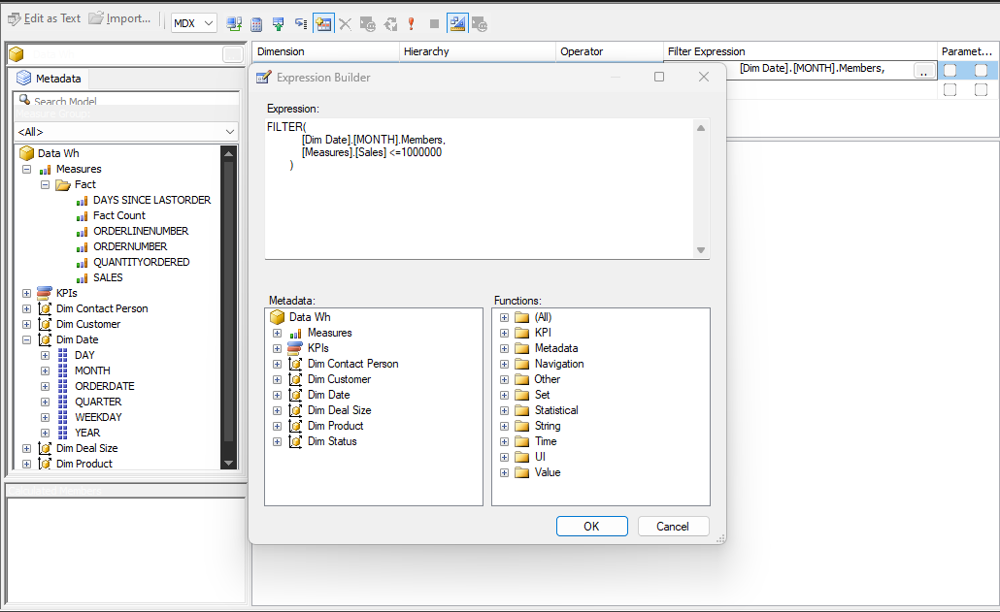 Edit as Text Import... MDX
Dimension Hierarchy Operator Filter Expression Paramet...
[Dim Date].[MONTH].Members, ..
Metadata
Search Model
Measure Group:
<All>
Data Wh
Measures
Fact
DAYS SINCE LASTORDER
Fact Count
ORDERLINENUMBER
ORDERNUMBER
QUANTITYORDERED
SALES
KPIs
Dim Contact Person
Dim Customer
Dim Date
DAY
MONTH
ORDERDATE
QUARTER
WEEKDAY
YEAR
Dim Deal Size
Dim Product
Calculated Members
Expression Builder
Expression:
FILTER(
[Dim Date].[MONTH].Members,
[Measures].[Sales] <=1000000
)
Metadata:
Data Wh
Measures
KPIs
Dim Contact Person
Dim Customer
Dim Date
Dim Deal Size
Dim Product
Dim Status
Functions:
(All)
KPI
Metadata
Navigation
Other
Set
Statistical
String
Time
UI
Value
OK Cancel